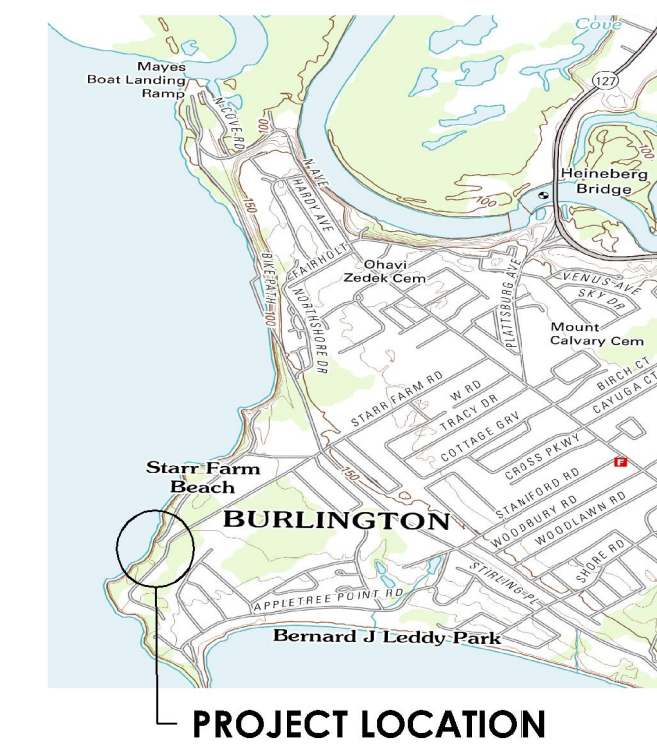 Cove
Mayes
Boat Landing
Ramp
N COVE RD
100
127
100
Heineberg
Bridge
N AVE
HARDY AVE
150
100
FAIRHOLT
BIKE PATH
100
NORTHSHORE DR
Ohavi
Zedek Cem
PLATTSBURG AVE
VENUS AVE
SKY DR
Mount
Calvary Cem
BIRCH CT
CAYUGA CT
STARR FARM RD
W RD
TRACY DR
COTTAGE GRV
CROSS PKWY
F
STANIFORD RD
WOODBURY RD
WOODLAWN RD
SHORE RD
150
Starr Farm
Beach
BURLINGTON
STIRLING PL
APPLETREE POINT RD
Bernard J Leddy Park
PROJECT LOCATION